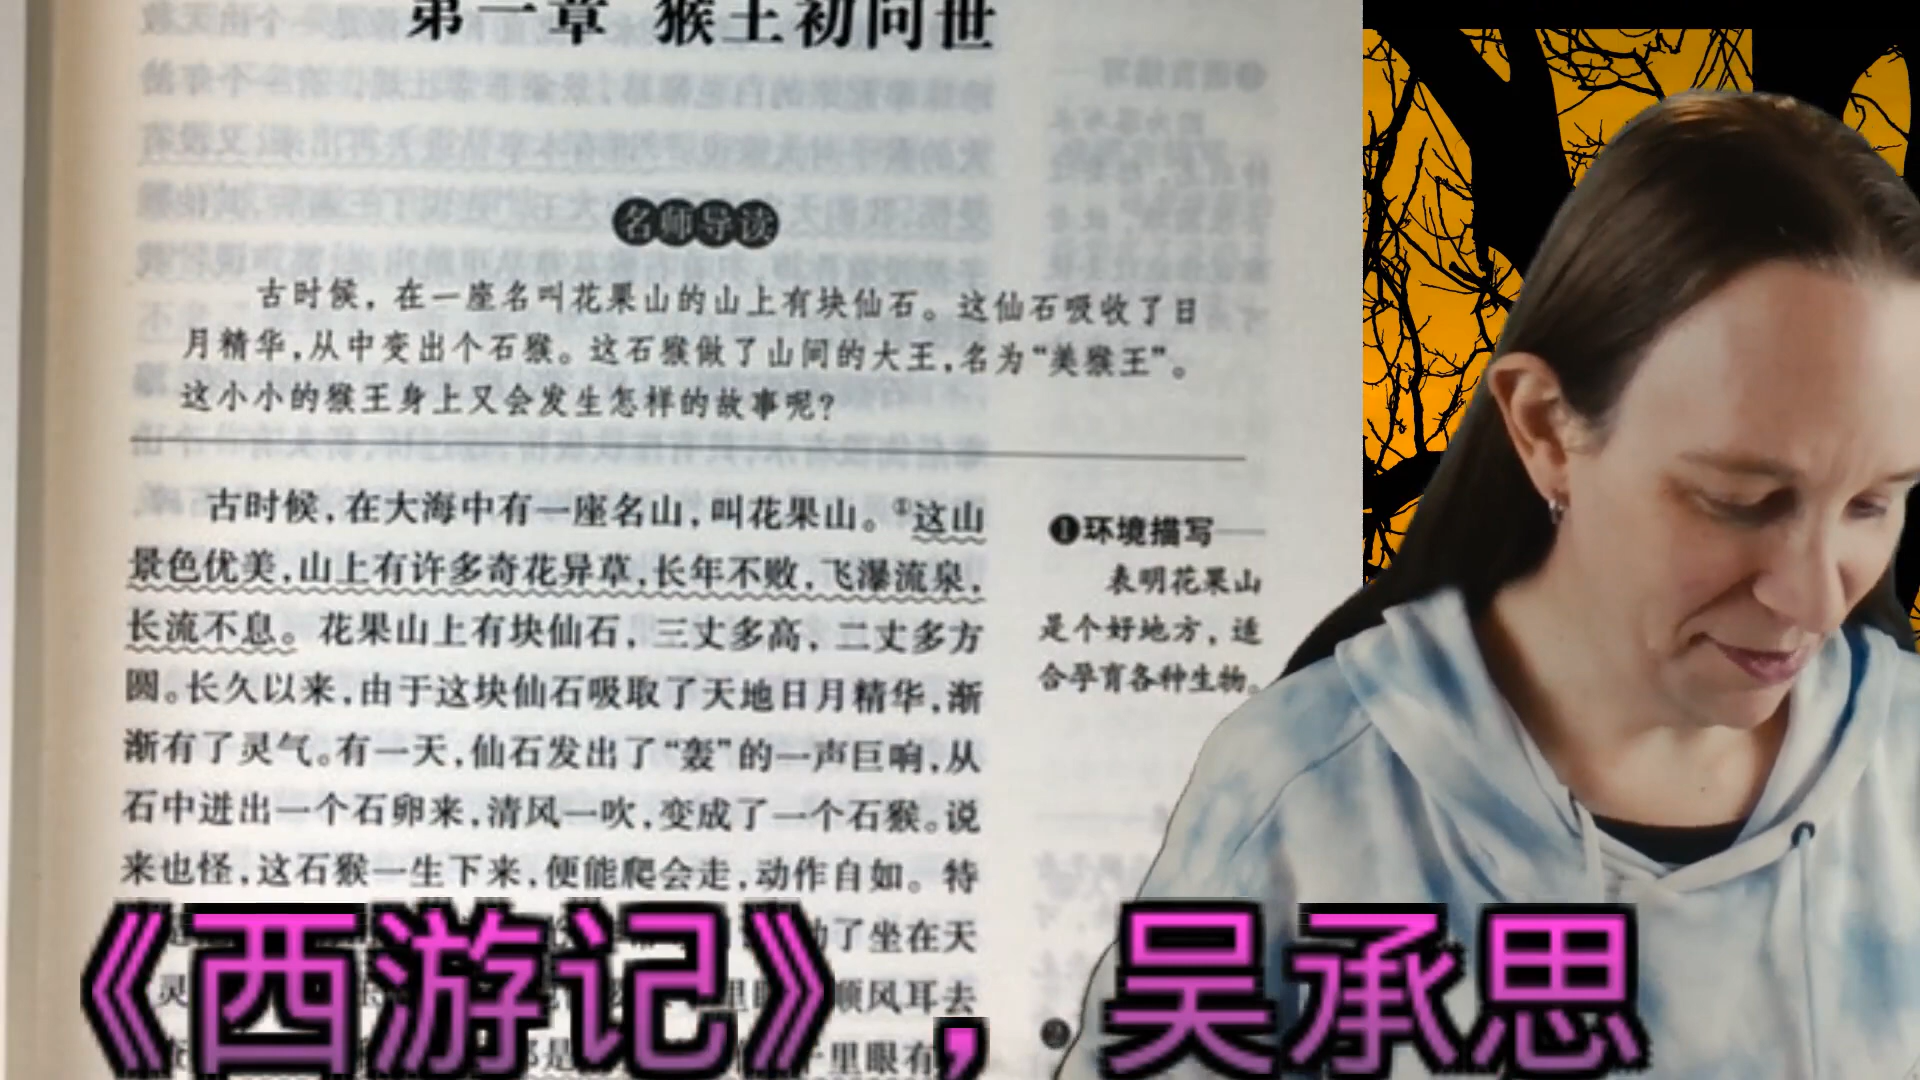 第一章 猴王初问世
名师导读
古时候，在一座名叫花果山的山上有块仙石。这仙石吸收了日
月精华，从中变出个石猴。这石猴做了山间的大王，名为“美猴王”。
这小小的猴王身上又会发生怎样的故事呢？
古时候，在大海中有一座名山，叫花果山。①这山
景色优美，山上有许多奇花异草，长年不败，飞瀑流泉，
长流不息。花果山上有块仙石，三丈多高，二丈多方
圆。长久以来，由于这块仙石吸取了天地日月精华，渐
渐有了灵气。有一天，仙石发出了“轰”的一声巨响，从
石中迸出一个石卵来，清风一吹，变成了一个石猴。说
来也怪，这石猴一生下来，便能爬会走，动作自如。特
了坐在天
灵 顺风耳去
是 千里眼有
❶环境描写
表明花果山
是个好地方，适
合孕育各种生物。
❷
《西游记》，吴承思